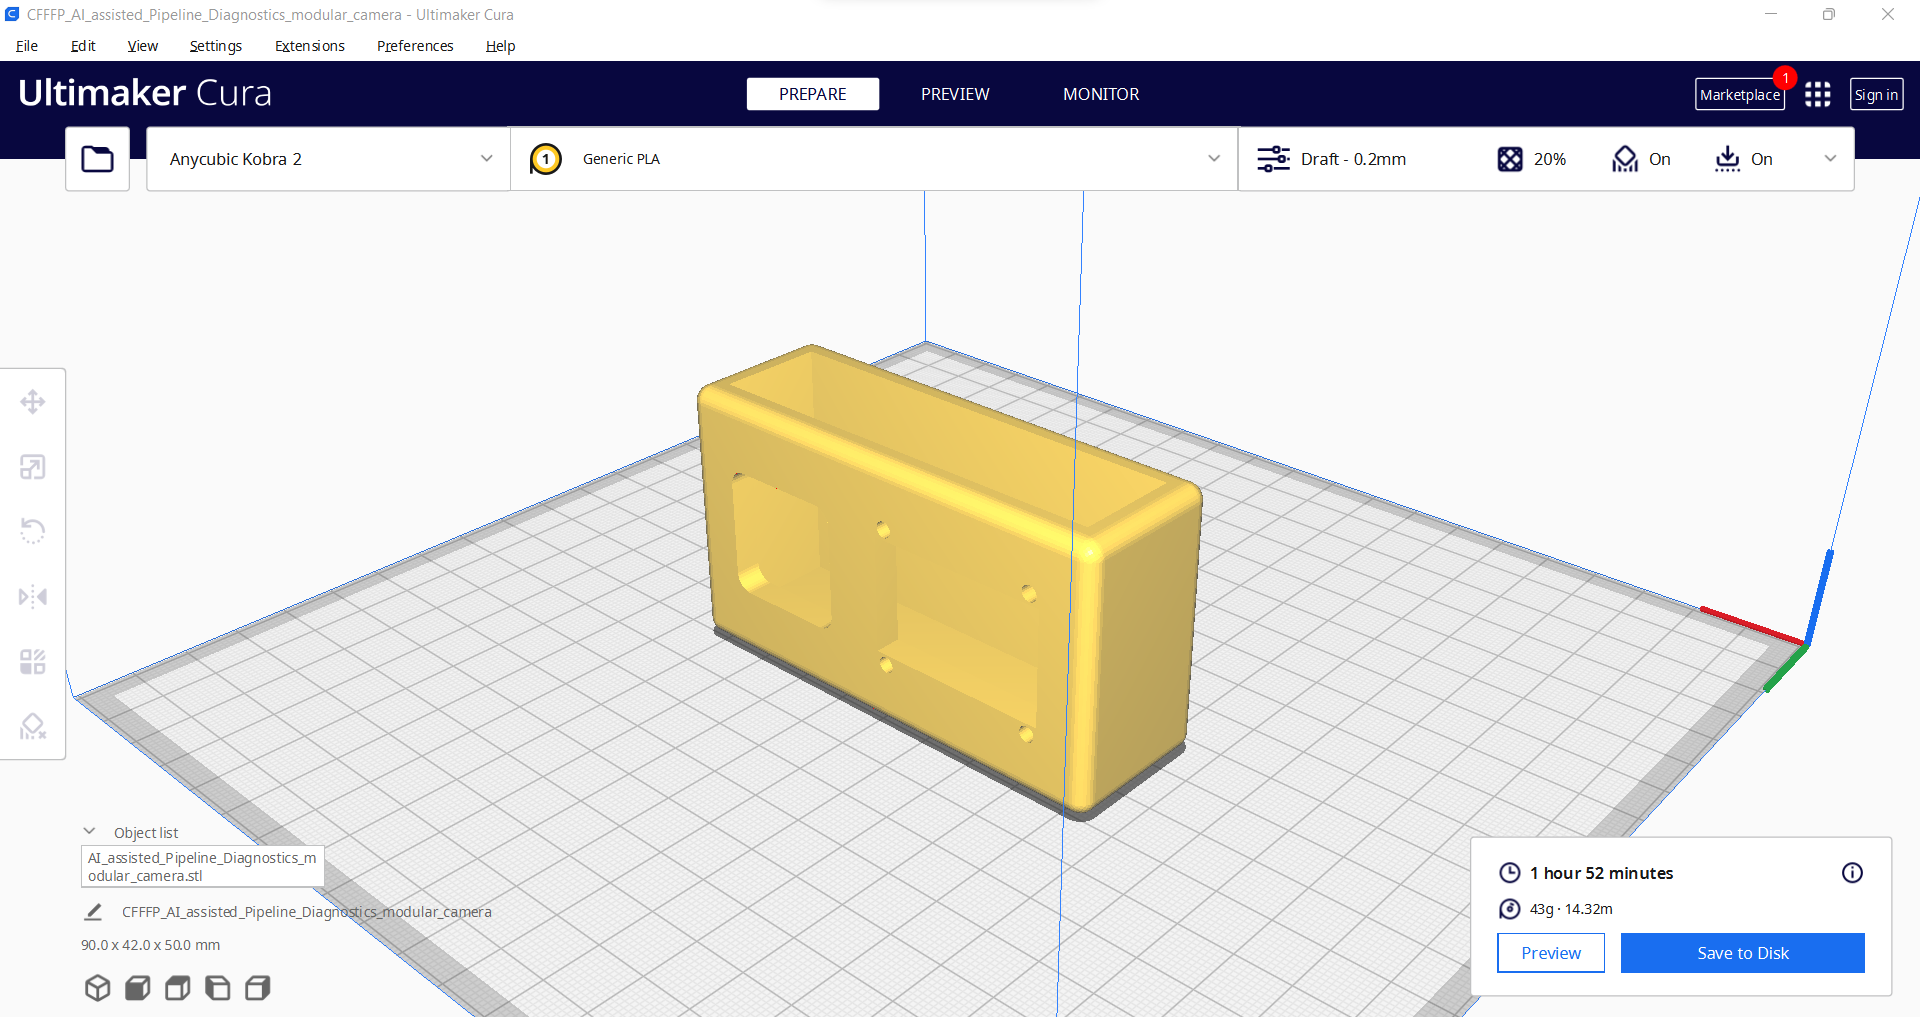 CFFFP_AI_assisted_Pipeline_Diagnostics_modular_camera - Ultimaker Cura
File Edit View Settings Extensions Preferences Help
Ultimaker Cura
PREPARE PREVIEW MONITOR
Marketplace 1 Sign in
Anycubic Kobra 2
1 Generic PLA
Draft - 0.2mm 20% On On
Object list
AI_assisted_Pipeline_Diagnostics_m
odular_camera.stl
CFFFP_AI_assisted_Pipeline_Diagnostics_modular_camera
90.0 x 42.0 x 50.0 mm
1 hour 52 minutes
43g · 14.32m
Preview Save to Disk